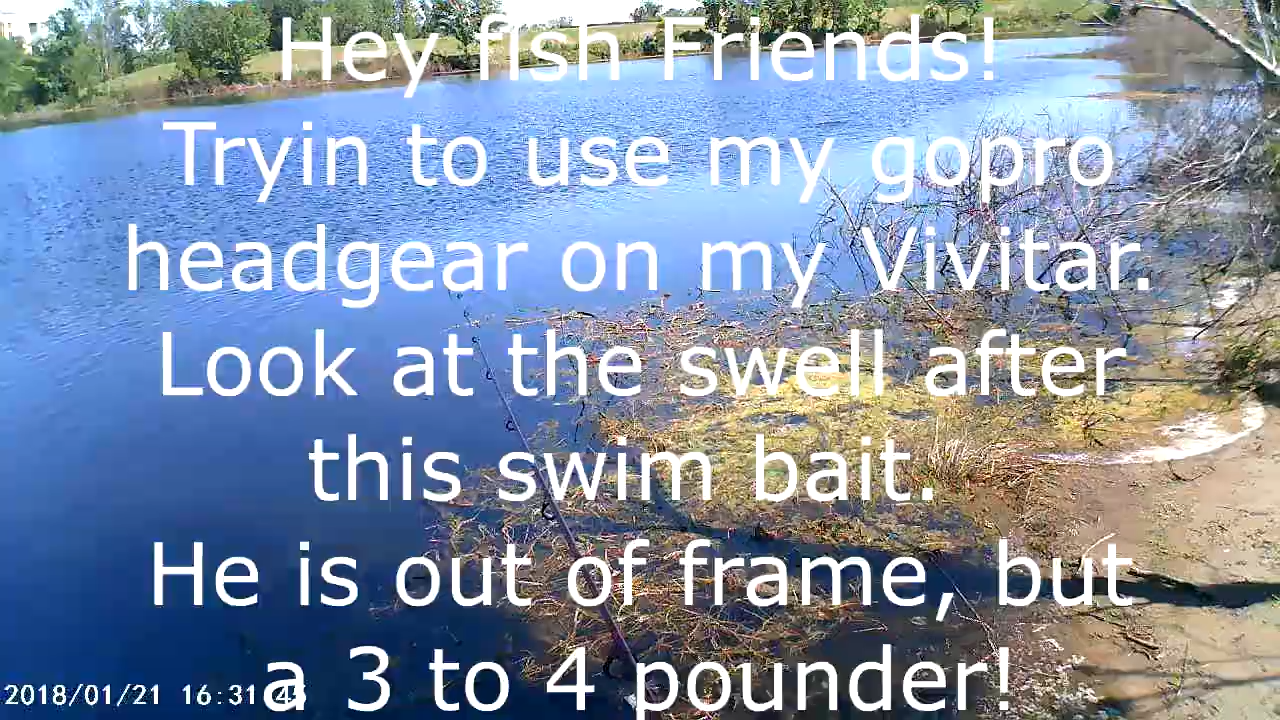 Hey fish Friends!
Tryin to use my gopro
headgear on my Vivitar.
Look at the swell after
this swim bait.
He is out of frame, but
a 3 to 4 pounder!
2018/01/21 16:31